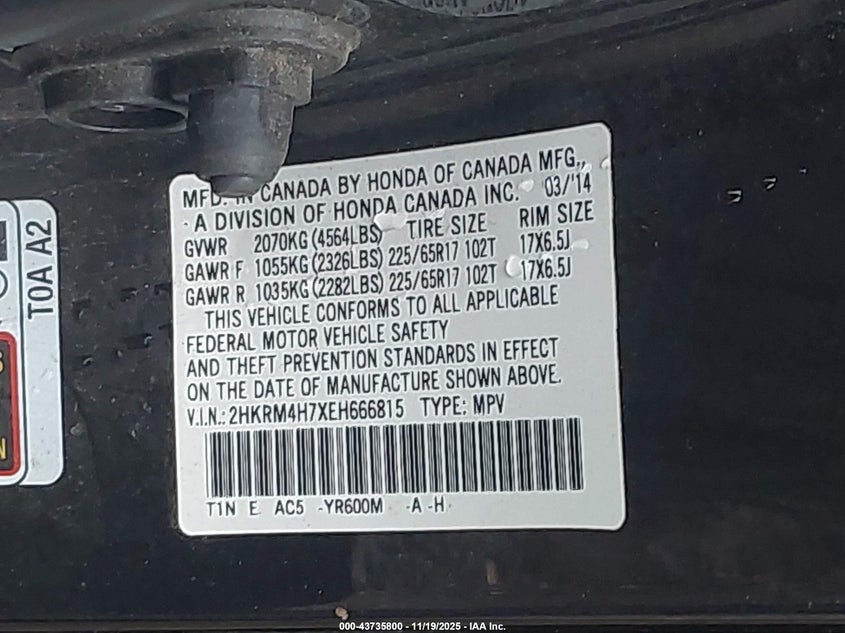 MFD. IN CANADA BY HONDA OF CANADA MFG.,
- A DIVISION OF HONDA CANADA INC. 03/'14
GVWR 2070KG (4564LBS) TIRE SIZE RIM SIZE
GAWR F 1055KG (2326LBS) 225/65R17 102T 17X6.5J
GAWR R 1035KG (2282LBS) 225/65R17 102T 17X6.5J
THIS VEHICLE CONFORMS TO ALL APPLICABLE
FEDERAL MOTOR VEHICLE SAFETY
AND THEFT PREVENTION STANDARDS IN EFFECT
ON THE DATE OF MANUFACTURE SHOWN ABOVE.
V.I.N.: 2HKRM4H7XEH666815 TYPE: MPV
T1N E AC5 -YR600M -A -H
T0A A2
000-43735800 - 11/19/2025 - IAA Inc.